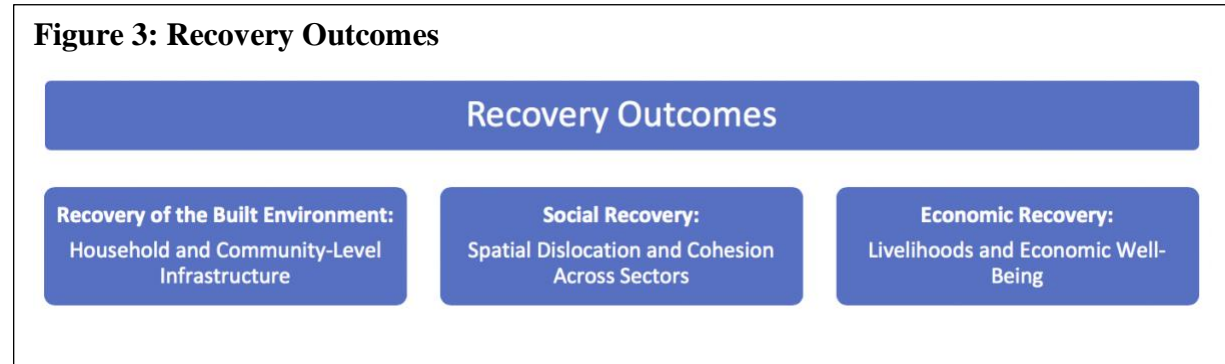 Figure 3: Recovery Outcomes
Recovery Outcomes
Recovery of the Built Environment:
Household and Community-Level
Infrastructure
Social Recovery:
Spatial Dislocation and Cohesion
Across Sectors
Economic Recovery:
Livelihoods and Economic Well-
Being